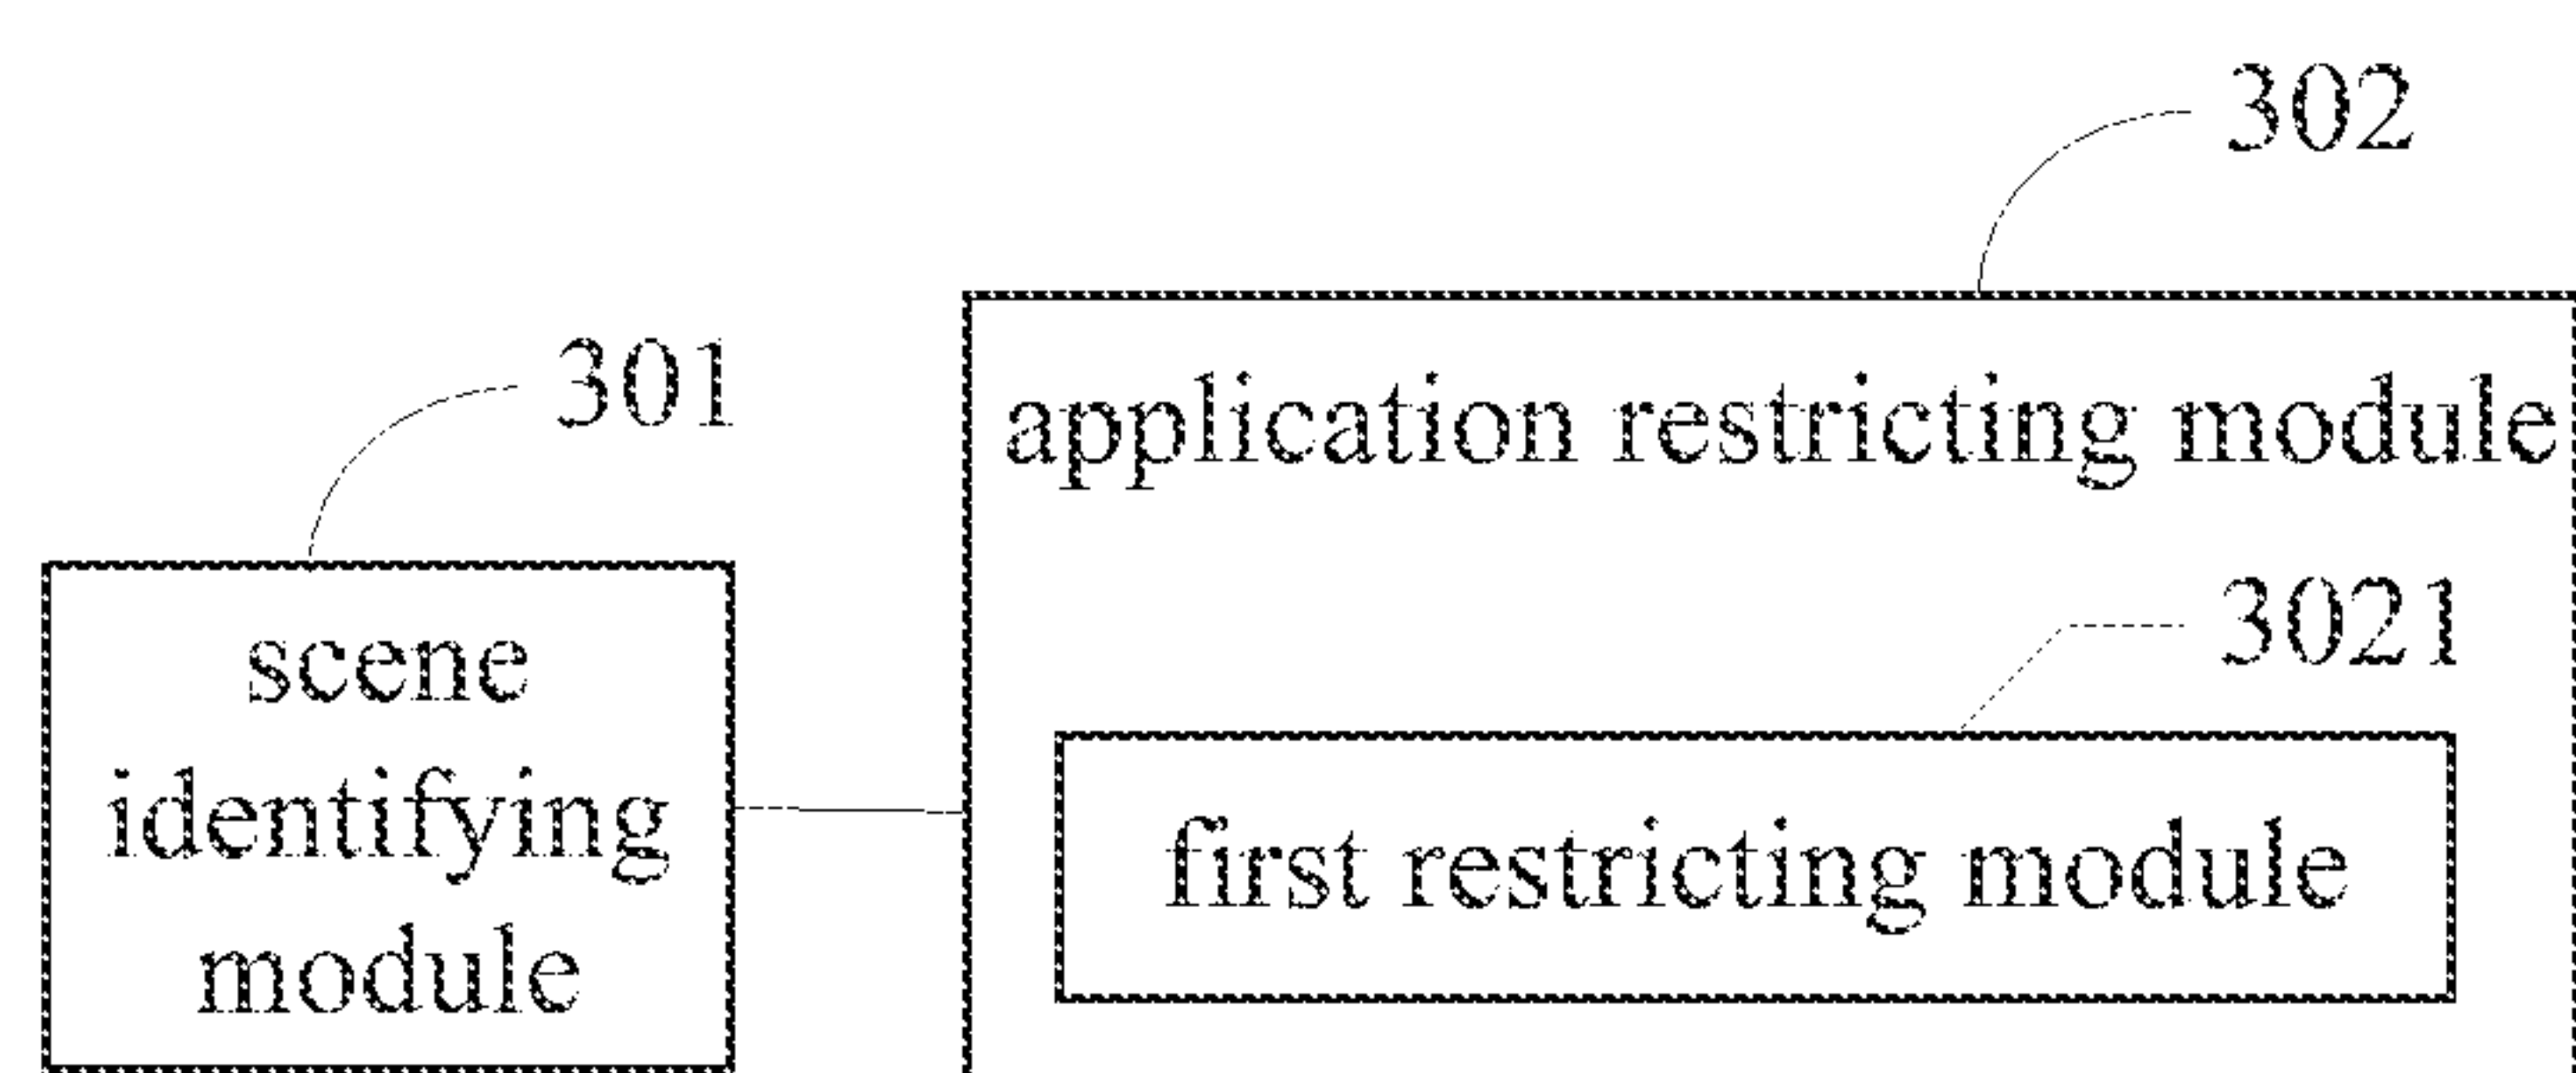 302
301
application restricting module
3021
scene
identifying
module
first restricting module